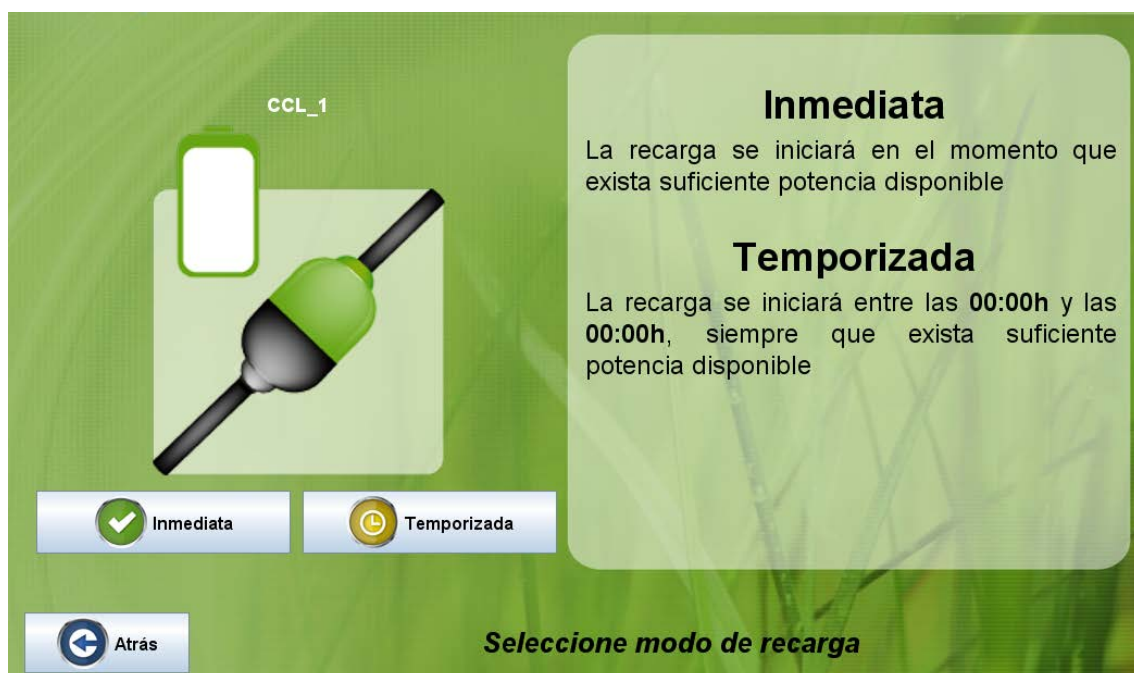 CCL_1
Inmediata
Temporizada
Inmediata
La recarga se iniciará en el momento que
exista suficiente potencia disponible
Temporizada
La recarga se iniciará entre las 00:00h y las
00:00h, siempre que exista suficiente
potencia disponible
Atrás
Seleccione modo de recarga